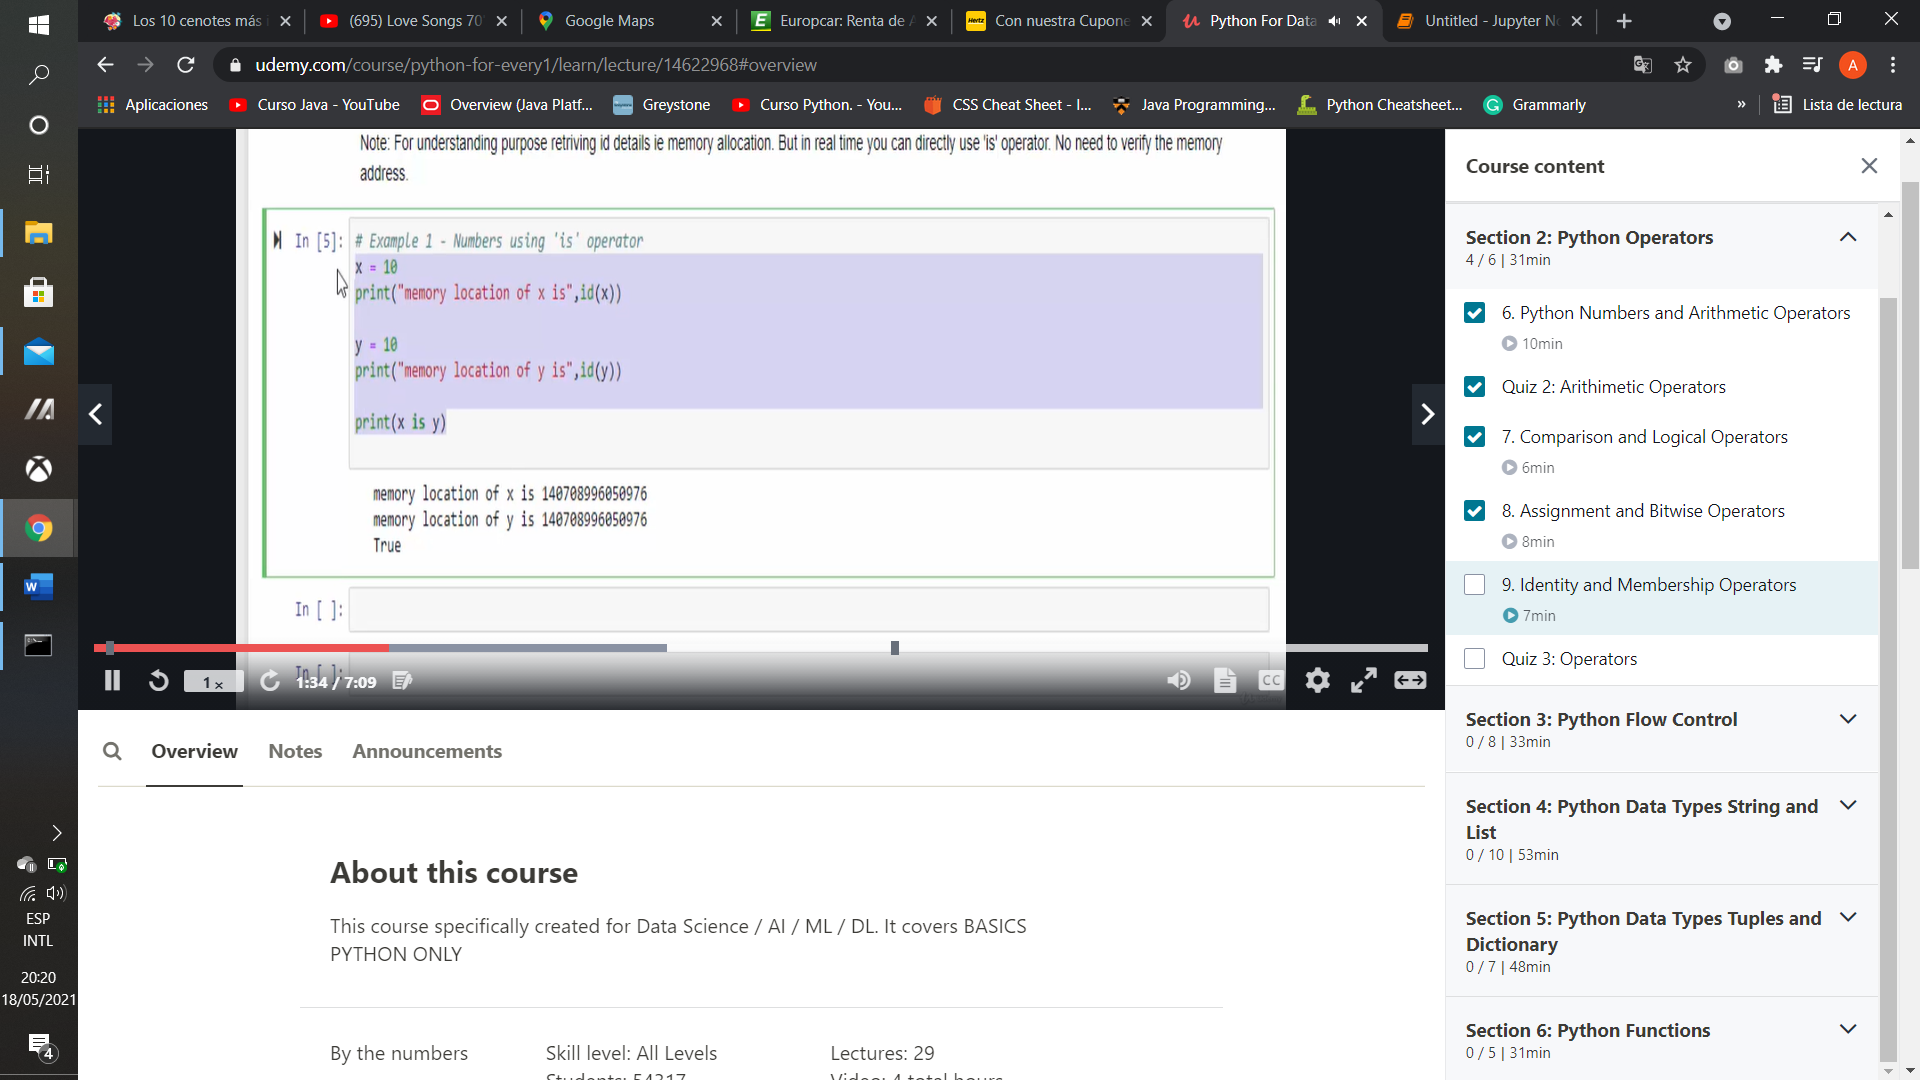 Los 10 cenotes más
(695) Love Songs 70
Google Maps
Europcar: Renta de
Con nuestra Cupone
Python For Data
Untitled - Jupyter N
udemy.com/course/python-for-every1/learn/lecture/14622968#overview
A
Aplicaciones
Curso Java - YouTube
Overview (Java Platf...
Greystone
Curso Python. - You...
CSS Cheat Sheet - I...
Java Programming...
Python Cheatsheet...
Grammarly
»
Lista de lectura
Note: For understanding purpose retriving id details ie memory allocation. But in real time you can directly use 'is' operator. No need to verify the memory
address.
In [5]:
# Example 1 - Numbers using 'is' operator
x = 10
print("memory location of x is",id(x))
y = 10
print("memory location of y is",id(y))
print(x is y)
memory location of x is 140708996050976
memory location of y is 140708996050976
True
In [ ]:
In [ ]:
1x
1:34 / 7:09
CC
Course content
Section 2: Python Operators
4 / 6 | 31min
6. Python Numbers and Arithmetic Operators
10min
Quiz 2: Arithimetic Operators
7. Comparison and Logical Operators
6min
8. Assignment and Bitwise Operators
8min
9. Identity and Membership Operators
7min
Quiz 3: Operators
Section 3: Python Flow Control
0 / 8 | 33min
Section 4: Python Data Types String and
List
0 / 10 | 53min
Section 5: Python Data Types Tuples and
Dictionary
0 / 7 | 48min
Section 6: Python Functions
0 / 5 | 31min
Overview
Notes
Announcements
About this course
This course specifically created for Data Science / AI / ML / DL. It covers BASICS
PYTHON ONLY
By the numbers
Skill level: All Levels
Students: 54317
Lectures: 29
Video: 4 total hours
ESP
INTL
20:20
18/05/2021
4